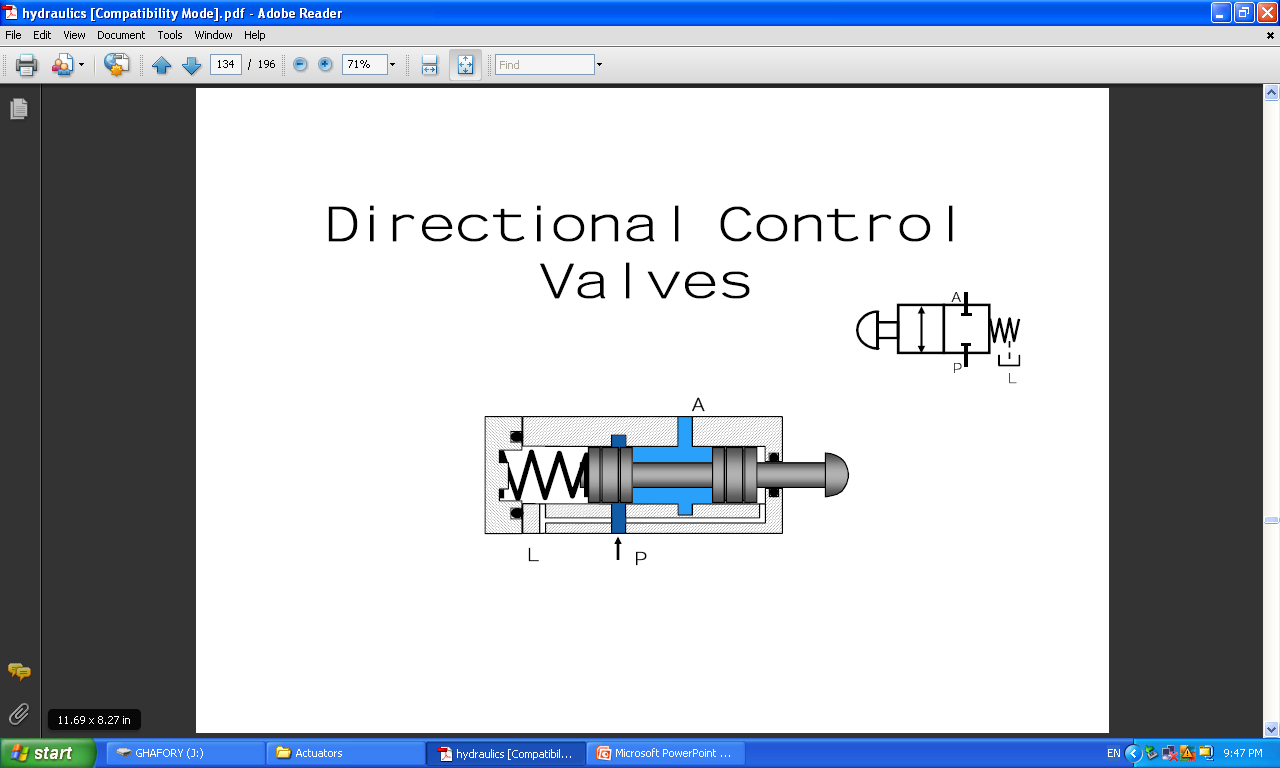 hydraulics [Compatibility Mode].pdf - Adobe Reader
File Edit View Document Tools Window Help
134 / 196 71% Find
Directional Control
Valves
A
P
L
A
L
P
11.69 x 8.27 in
start GHAFORY (J:) Actuators hydraulics [Compatibil... Microsoft PowerPoint ... EN 9:47 PM